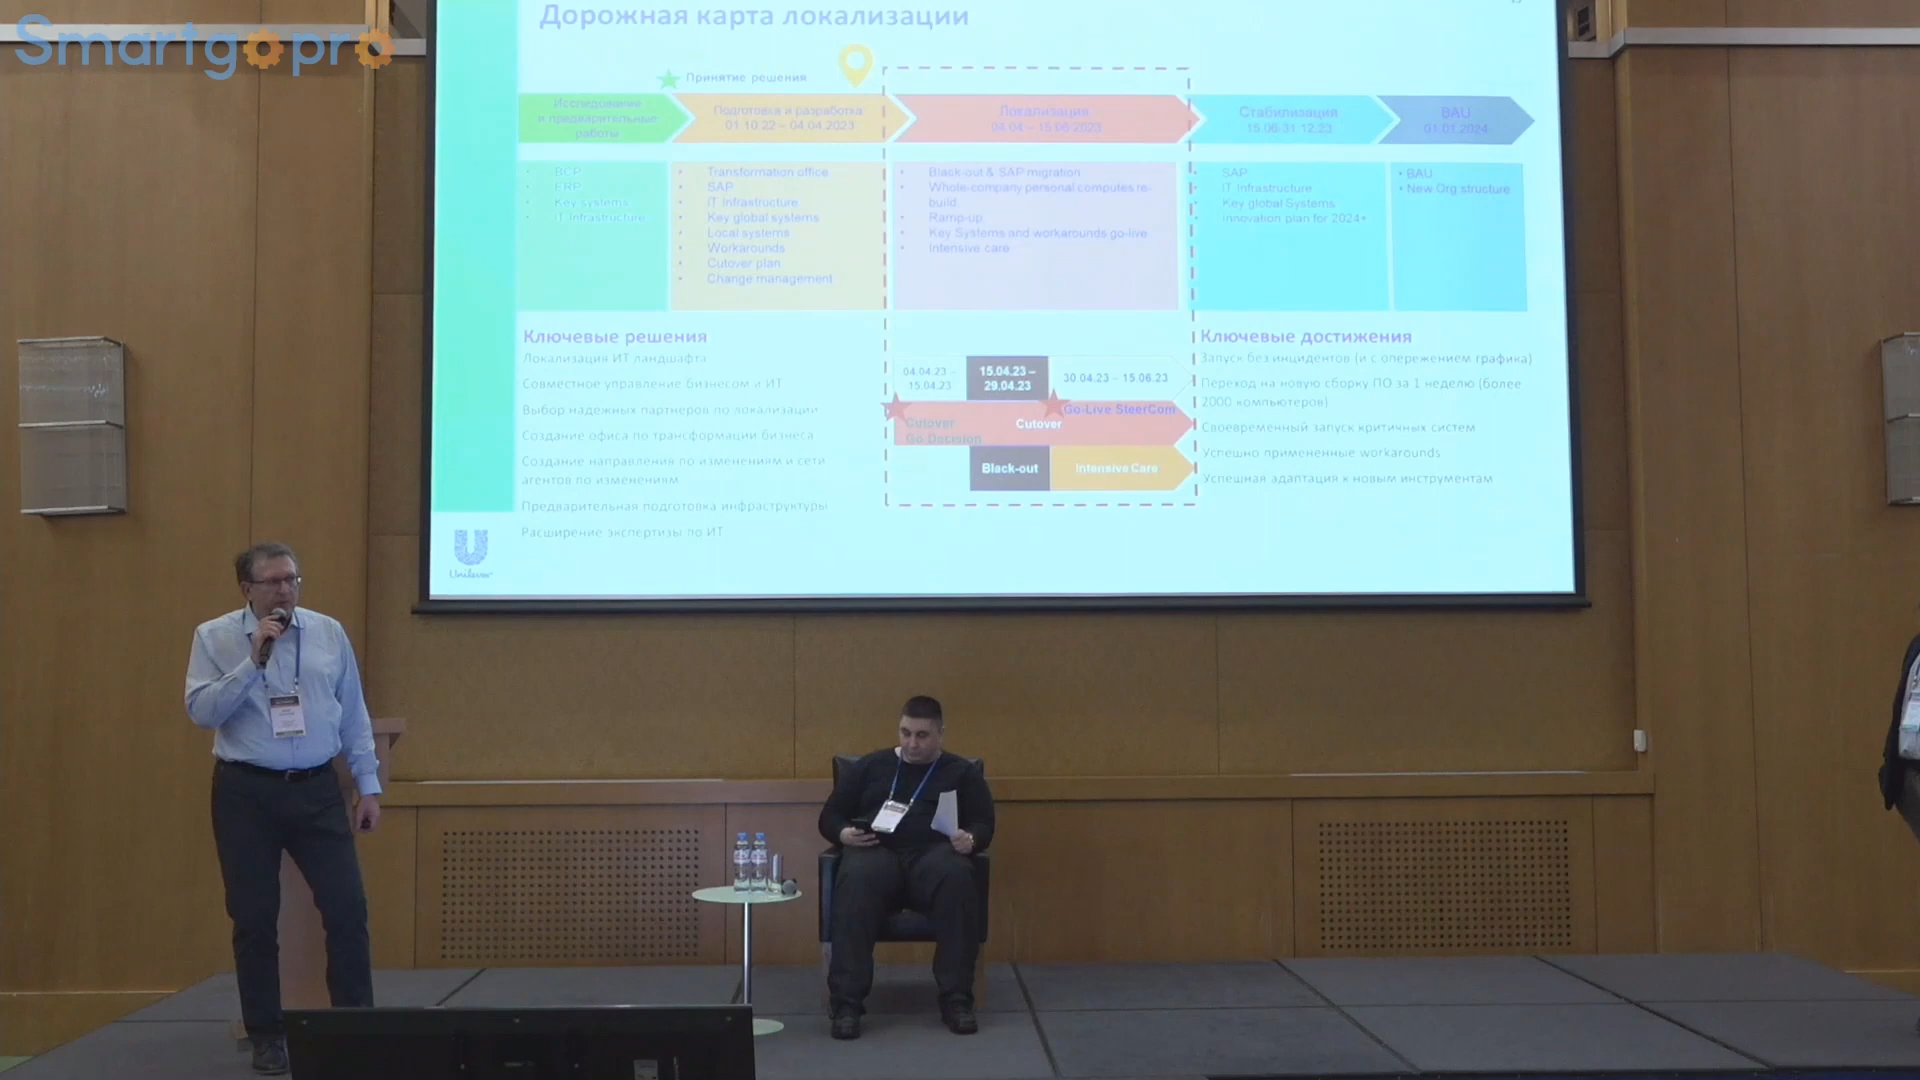 Smartgopro
Дорожная карта локализации
Принятие решения
Исследования
и предварительные
работы
Подготовка и разработка
01.10.22 – 04.04.2023
Локализация
04.04 – 15.06.2023
Стабилизация
15.06-31.12.23
BAU
01.01.2024
• BCP
• ERP
• Key systems
• IT Infrastructure
• Transformation office
• SAP
• IT Infrastructure
• Key global systems
• Local systems
• Workarounds
• Cutover plan
• Change management
• Black-out & SAP migration
• Whole-company personal computes re-
build
• Ramp-up
• Key Systems and workarounds go-live
• Intensive care
SAP
IT Infrastructure
Key global Systems
Innovation plan for 2024+
• BAU
• New Org structure
Ключевые решения
Локализация ИТ ландшафта
Совместное управление бизнесом и ИТ
Выбор надежных партнеров по локализации
Создание офиса по трансформации бизнеса
Создание направления по изменениям и сети
агентов по изменениям
Предварительная подготовка инфраструктуры
Расширение экспертизы по ИТ
04.04.23 –
15.04.23
15.04.23 –
29.04.23
30.04.23 – 15.06.23
Go-Live SteerCom
Cutover
Go Decision
Cutover
Black-out
Intensive Care
Ключевые достижения
Запуск без инцидентов (и с опережением графика)
Переход на новую сборку ПО за 1 неделю (более
2000 компьютеров)
Своевременный запуск критичных систем
Успешно примененные workarounds
Успешная адаптация к новым инструментам
Unilever